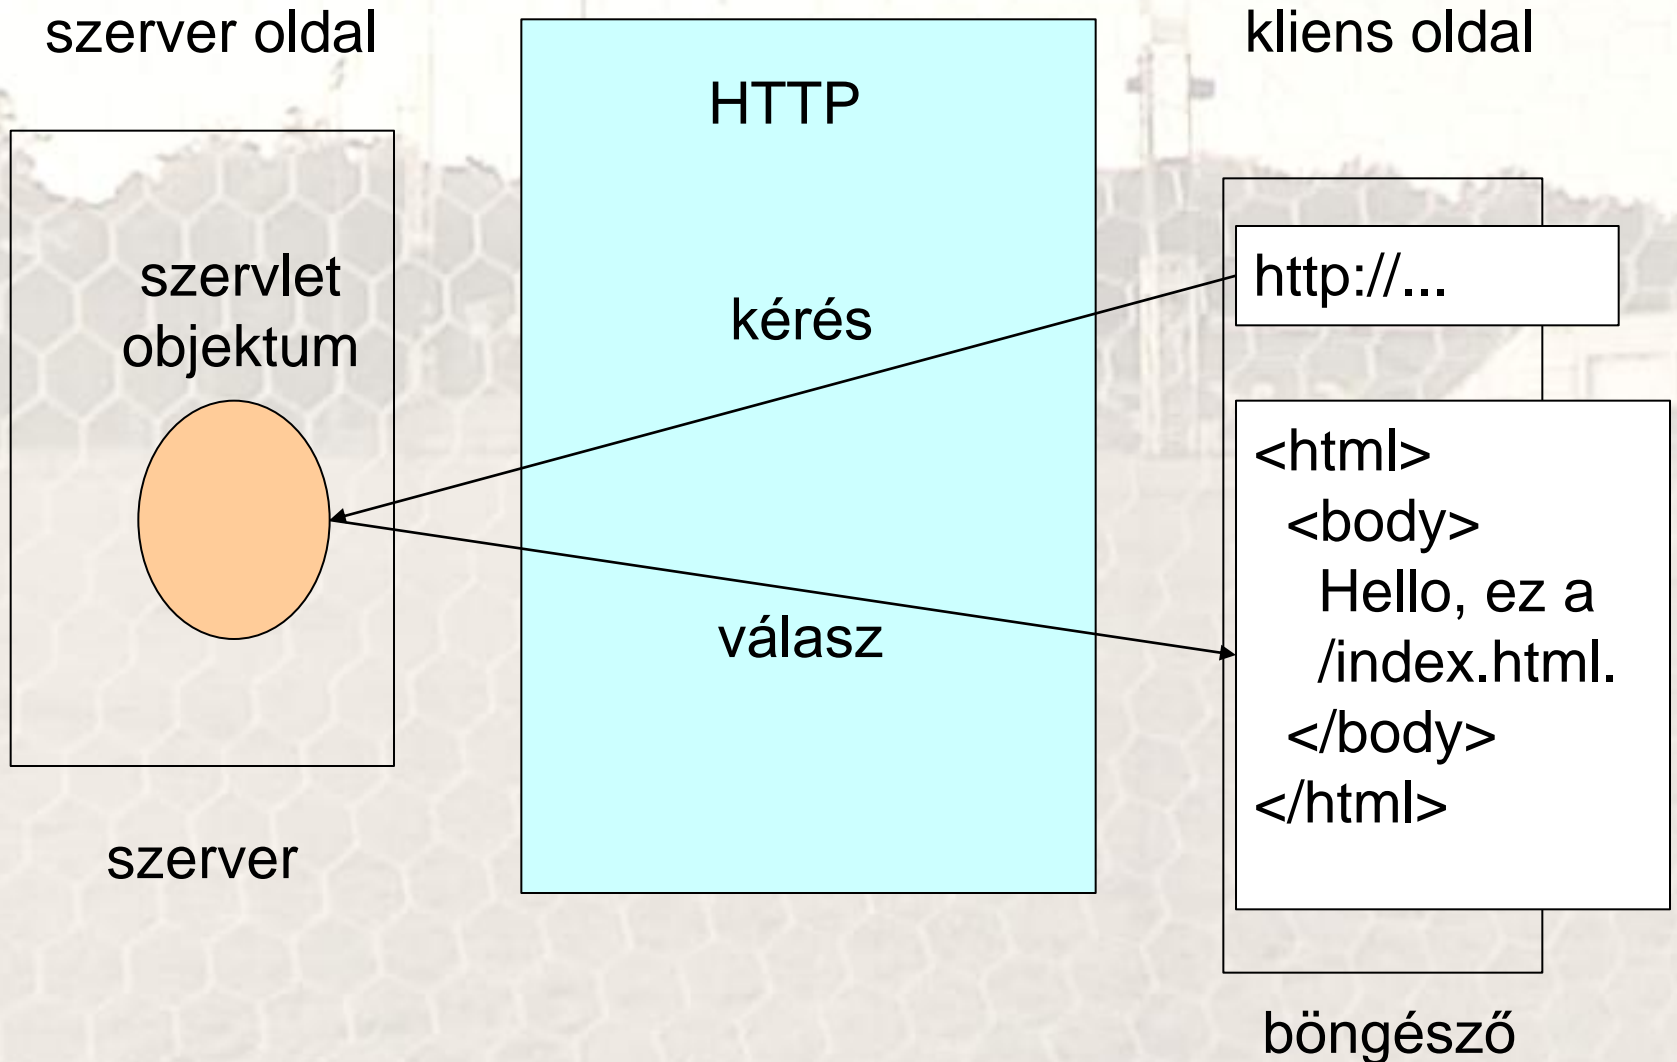 szerver oldal
HTTP
kliens oldal
szervlet
objektum
kérés
válasz
http://...
<html>
<body>
Hello, ez a
/index.html.
</body>
</html>
szerver
böngésző